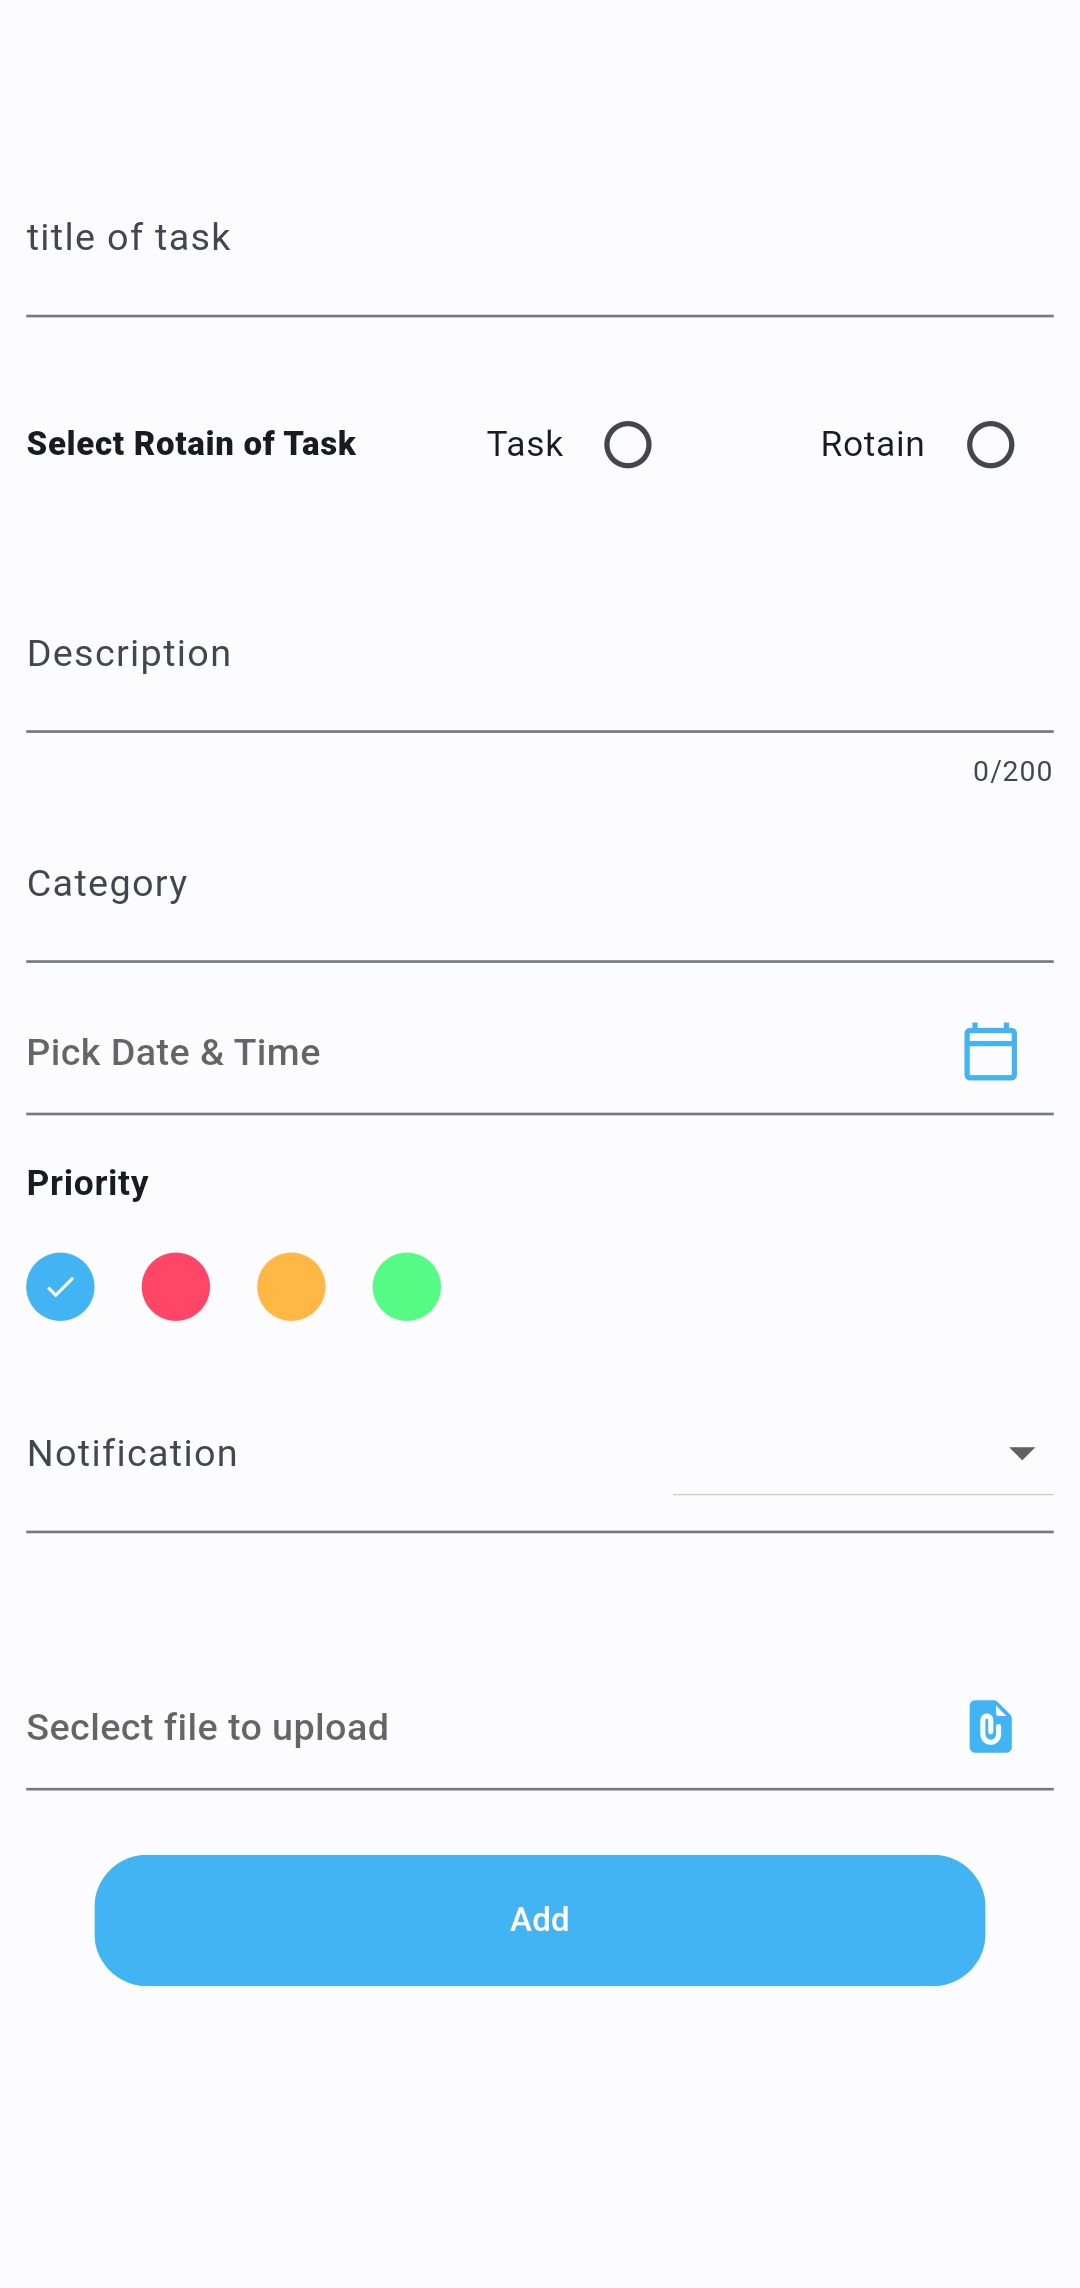 title of task
Select Rotain of Task Task Rotain
Description
0/200
Category
Pick Date & Time
Priority
Notification
Seclect file to upload
Add